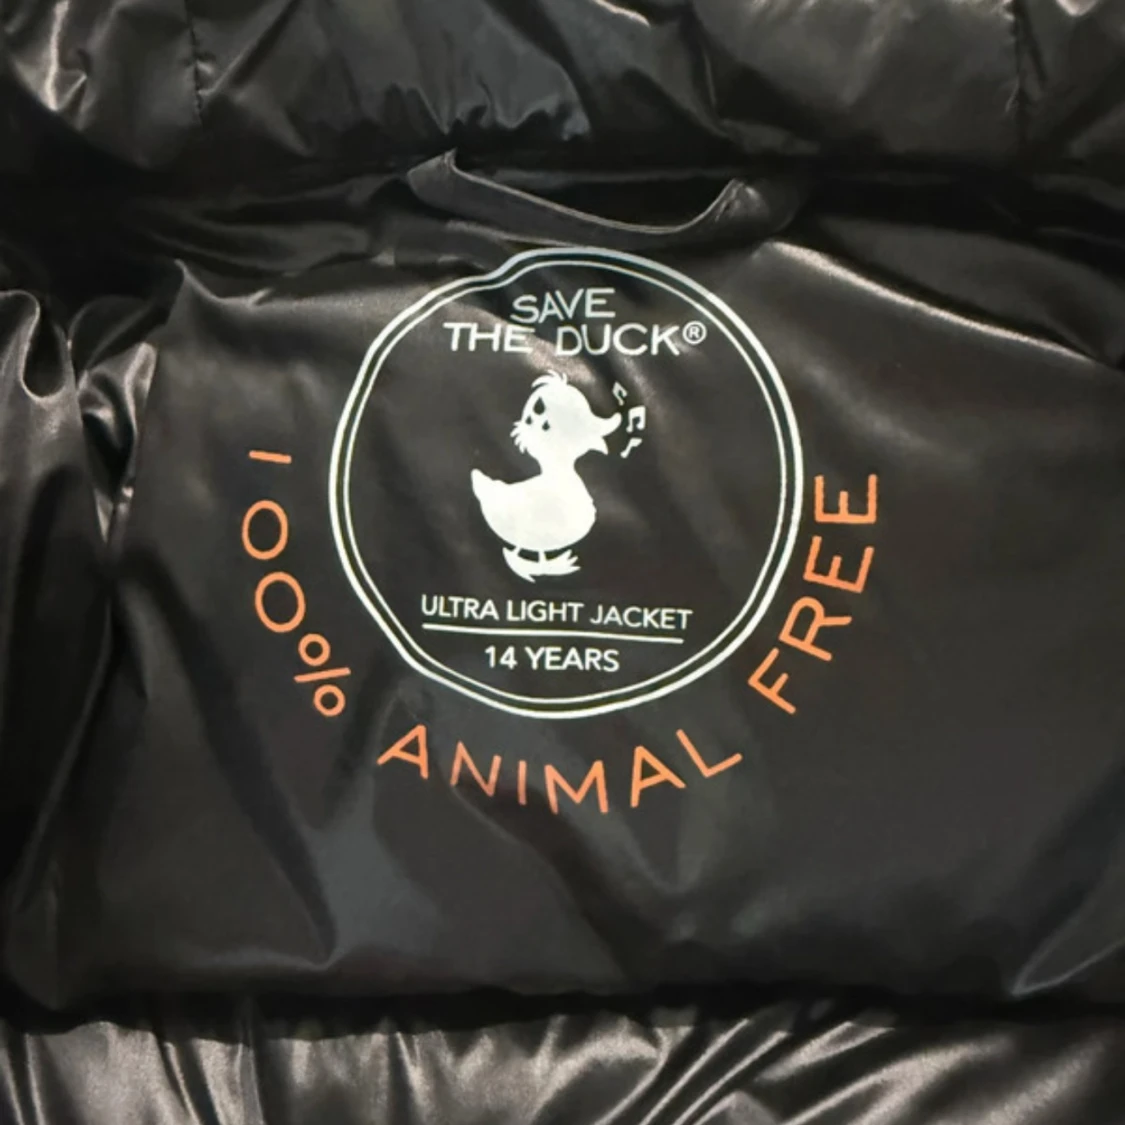 SAVE
THE DUCK®
ULTRA LIGHT JACKET
14 YEARS
100% ANIMAL FREE